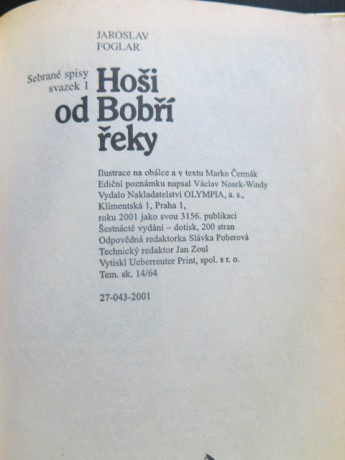 JAROSLAV
FOGLAR
Sebrané spisy
svazek 1
Hoši
od Bobří
řeky
Ilustrace na obálce a v textu Marko Čermák
Ediční poznámku napsal Václav Nosek-Windy
Vydalo Nakladatelství OLYMPIA, a. s.,
Klimentská 1, Praha 1,
roku 2001 jako svou 3156. publikaci
Šestnácté vydání – dotisk, 200 stran
Odpovědná redaktorka Slávka Poberová
Technický redaktor Jan Zoul
Vytiskl Ueberreuter Print, spol. s r. o.
Tem. sk. 14/64
27-043-2001